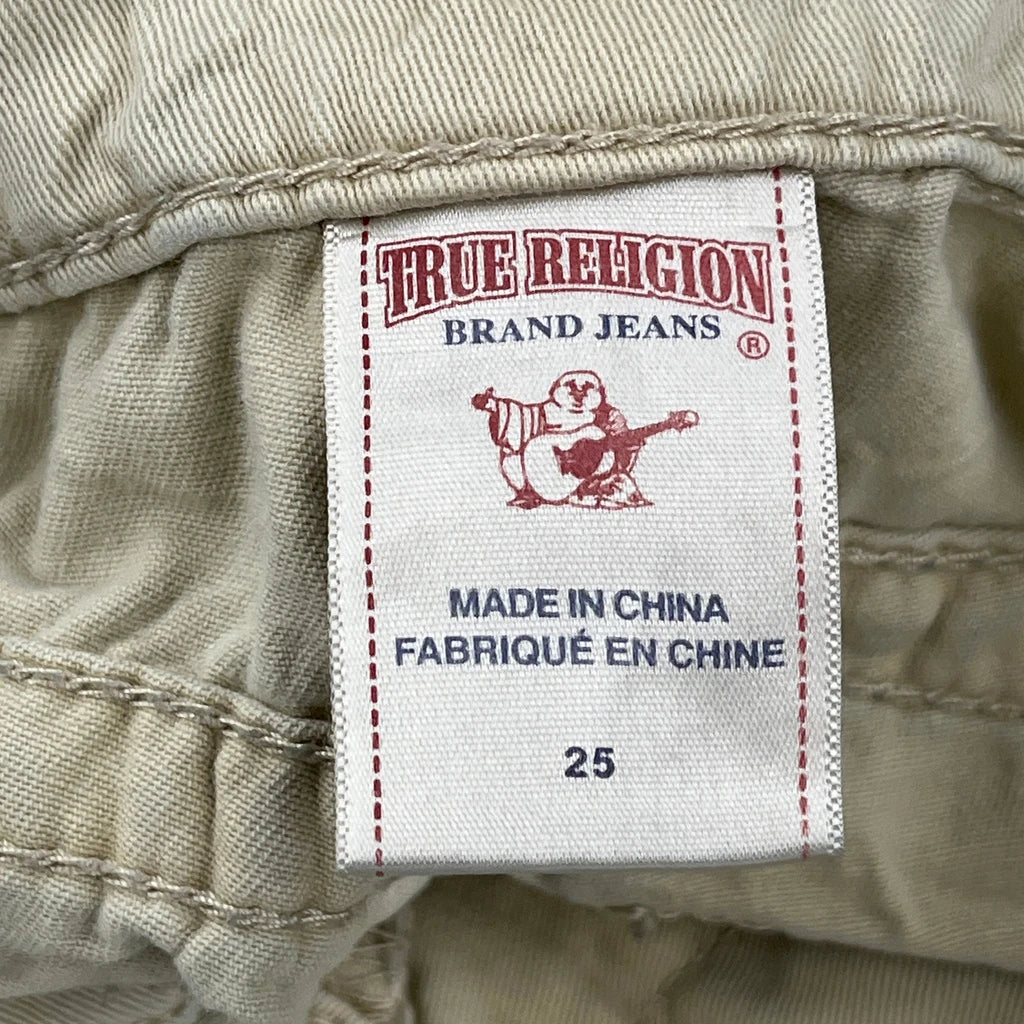 TRUE RELIGION
BRAND JEANS ®
MADE IN CHINA
FABRIQUÉ EN CHINE
25